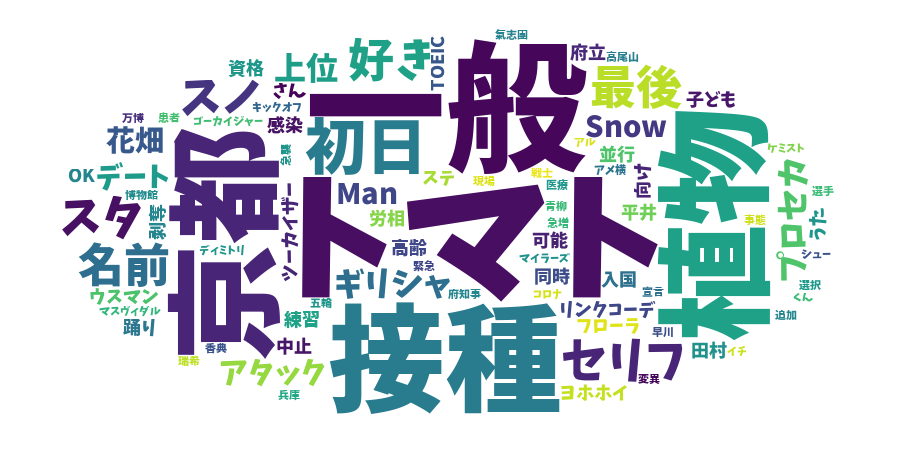 氣志團
TOEIC
府立
高尾山
好き
上位
資格
最後
一般
スノ
さん
子ども
キックオフ
万博
患者
ゴーカイジャー
感染
初日
Snow
植物
花畑
京都
急襲
アル
並行
ケミスト
アメ横
OK
デート
ステ
現場
戦士
医療
向け
プロセカ
選手
博物館
Man
トマト
スタ
剥奪
ツーカイザー
労相
青柳
急増
平井
事態
うた
名前
ディミトリ
高齢
可能
マイラーズ
シュー
緊急
同時
入国
ギリシャ
府知事
コロナ
宣言
選択
くん
ウスマン
マスヴィダル
五輪
リンクコーデ
追加
踊り
練習
接種
フローラ
早川
香典
中止
セリフ
田村
イチ
瑞希
アタック
変異
兵庫
ヨホホイ